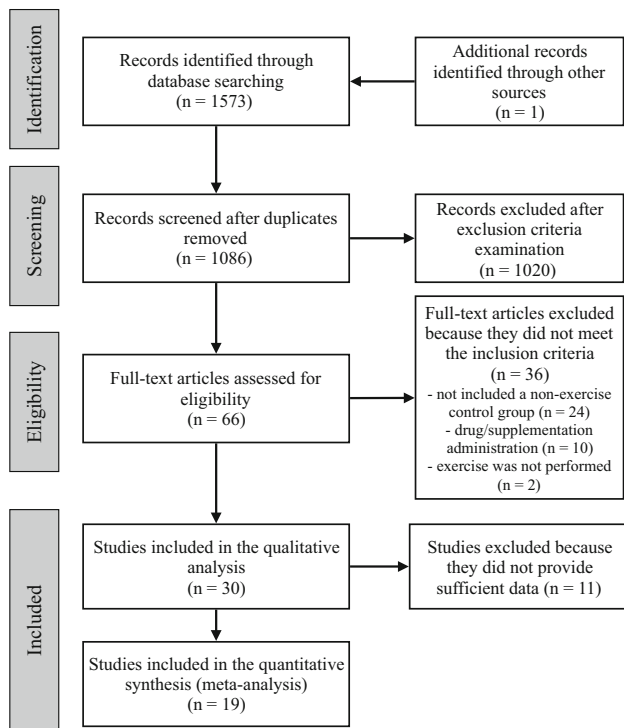 Identification
Records identified through
database searching
(n = 1573)
Additional records
identified through other
sources
(n = 1)
Screening
Records screened after duplicates
removed
(n = 1086)
Records excluded after
exclusion criteria
examination
(n = 1020)
Eligibility
Full-text articles assessed for
eligibility
(n = 66)
Full-text articles excluded
because they did not meet
the inclusion criteria
(n = 36)
- not included a non-exercise
control group (n = 24)
- drug/supplementation
administration (n = 10)
- exercise was not performed
(n = 2)
Included
Studies included in the qualitative
analysis
(n = 30)
Studies excluded because
they did not provide
sufficient data (n = 11)
Studies included in the quantitative
synthesis (meta-analysis)
(n = 19)